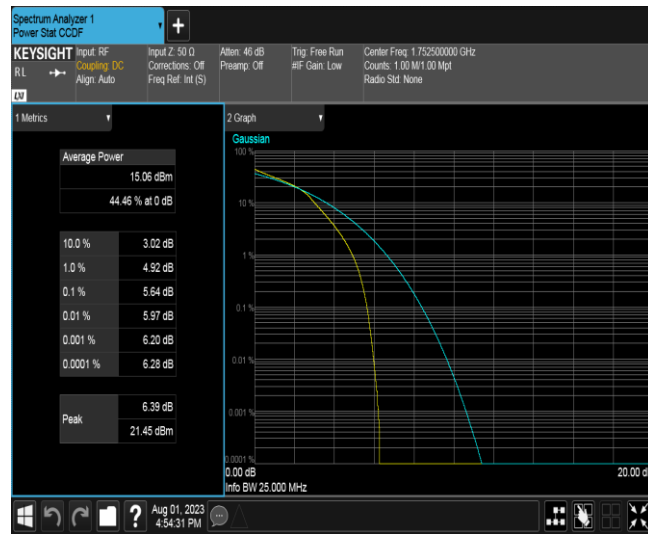 Spectrum Analyzer 1
Power Stat CCDF
+
KEYSIGHT
RL
LXI
Input: RF
Coupling: DC
Align: Auto
Input Z: 50 Ω
Corrections: Off
Freq Ref: Int (S)
Atten: 46 dB
Preamp: Off
Trig: Free Run
#IF Gain: Low
Center Freq: 1.752500000 GHz
Counts: 1.00 M/1.00 Mpt
Radio Std: None
1 Metrics
Average Power
15.06 dBm
44.46 % at 0 dB
10.0 % 3.02 dB
1.0 % 4.92 dB
0.1 % 5.64 dB
0.01 % 5.97 dB
0.001 % 6.20 dB
0.0001 % 6.28 dB
Peak
6.39 dB
21.45 dBm
2 Graph
Gaussian
100 %
10 %
1 %
0.1 %
0.01 %
0.001 %
0.0001 %
0.00 dB
20.00 d
Info BW 25.000 MHz
?
Aug 01, 2023
4:54:31 PM